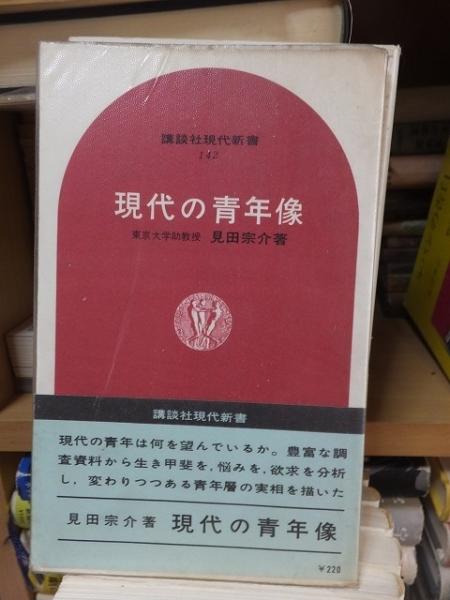 講談社現代新書
142
現代の青年像
東京大学助教授 見田宗介著
講談社現代新書
現代の青年は何を望んでいるか。豊富な調
査資料から生き甲斐を，悩みを，欲求を分析
し，変わりつつある青年層の実相を描いた
見田宗介著 現代の青年像
￥220